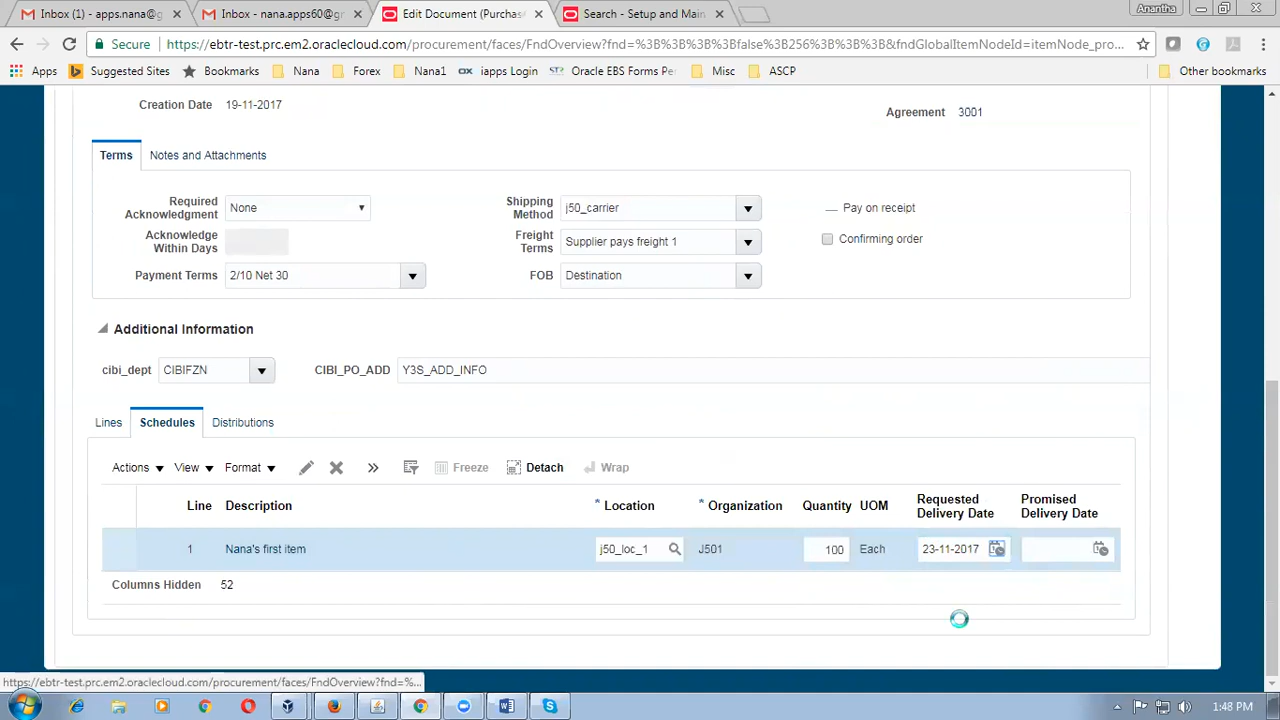 Inbox (1) - appsnana@g
Inbox - nana.apps60@gr
Edit Document (Purchas
Search - Setup and Main
Anantha
Secure
https://ebtr-test.prc.em2.oraclecloud.com/procurement/faces/FndOverview?fnd=%3B%3B%3B%3Bfalse%3B256%3B%3B%3B&fndGlobalItemNodeId=itemNode_pro...
Apps
Suggested Sites
Bookmarks
Nana
Forex
Nana1
iapps Login
Oracle EBS Forms Per
Misc
ASCP
Other bookmarks
Creation Date 19-11-2017
Agreement 3001
Terms
Notes and Attachments
Required Acknowledgment None
Shipping Method j50_carrier
Pay on receipt
Acknowledge Within Days
Freight Terms Supplier pays freight 1
Confirming order
Payment Terms 2/10 Net 30
FOB Destination
Additional Information
cibi_dept CIBIFZN
CIBI_PO_ADD Y3S_ADD_INFO
Lines Schedules Distributions
Actions View Format » Freeze Detach Wrap
Line Description * Location * Organization Quantity UOM Requested Delivery Date Promised Delivery Date
1 Nana's first item j50_loc_1 J501 100 Each 23-11-2017
Columns Hidden 52
https://ebtr-test.prc.em2.oraclecloud.com/procurement/faces/FndOverview?fnd=%...
1:48 PM